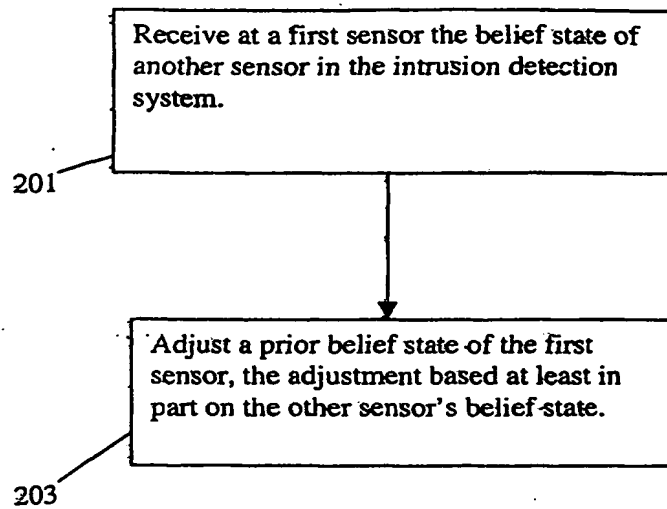 Receive at a first sensor the belief state of
another sensor in the intrusion detection
system.
201
Adjust a prior belief state of the first
sensor, the adjustment based at least in
part on the other sensor's belief state.
203